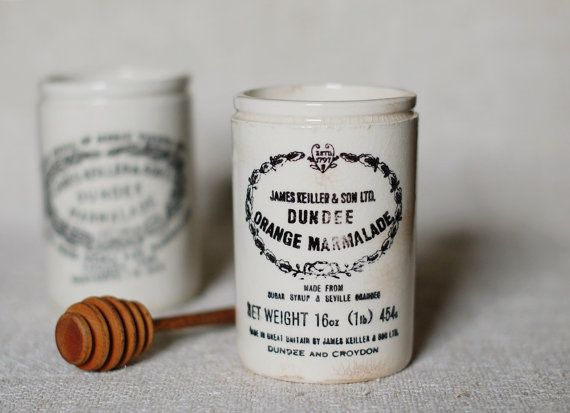 ESTD.
1797
JAMES KEILLER & SON LTD.
DUNDEE
ORANGE MARMALADE
MADE FROM
SUGAR SYRUP & SEVILLE ORANGES
NET WEIGHT 16oz (1lb) 454g
MADE IN GREAT BRITAIN BY JAMES KEILLER & SON LTD.
DUNDEE AND CROYDON
DUNDEE
MARMALADE